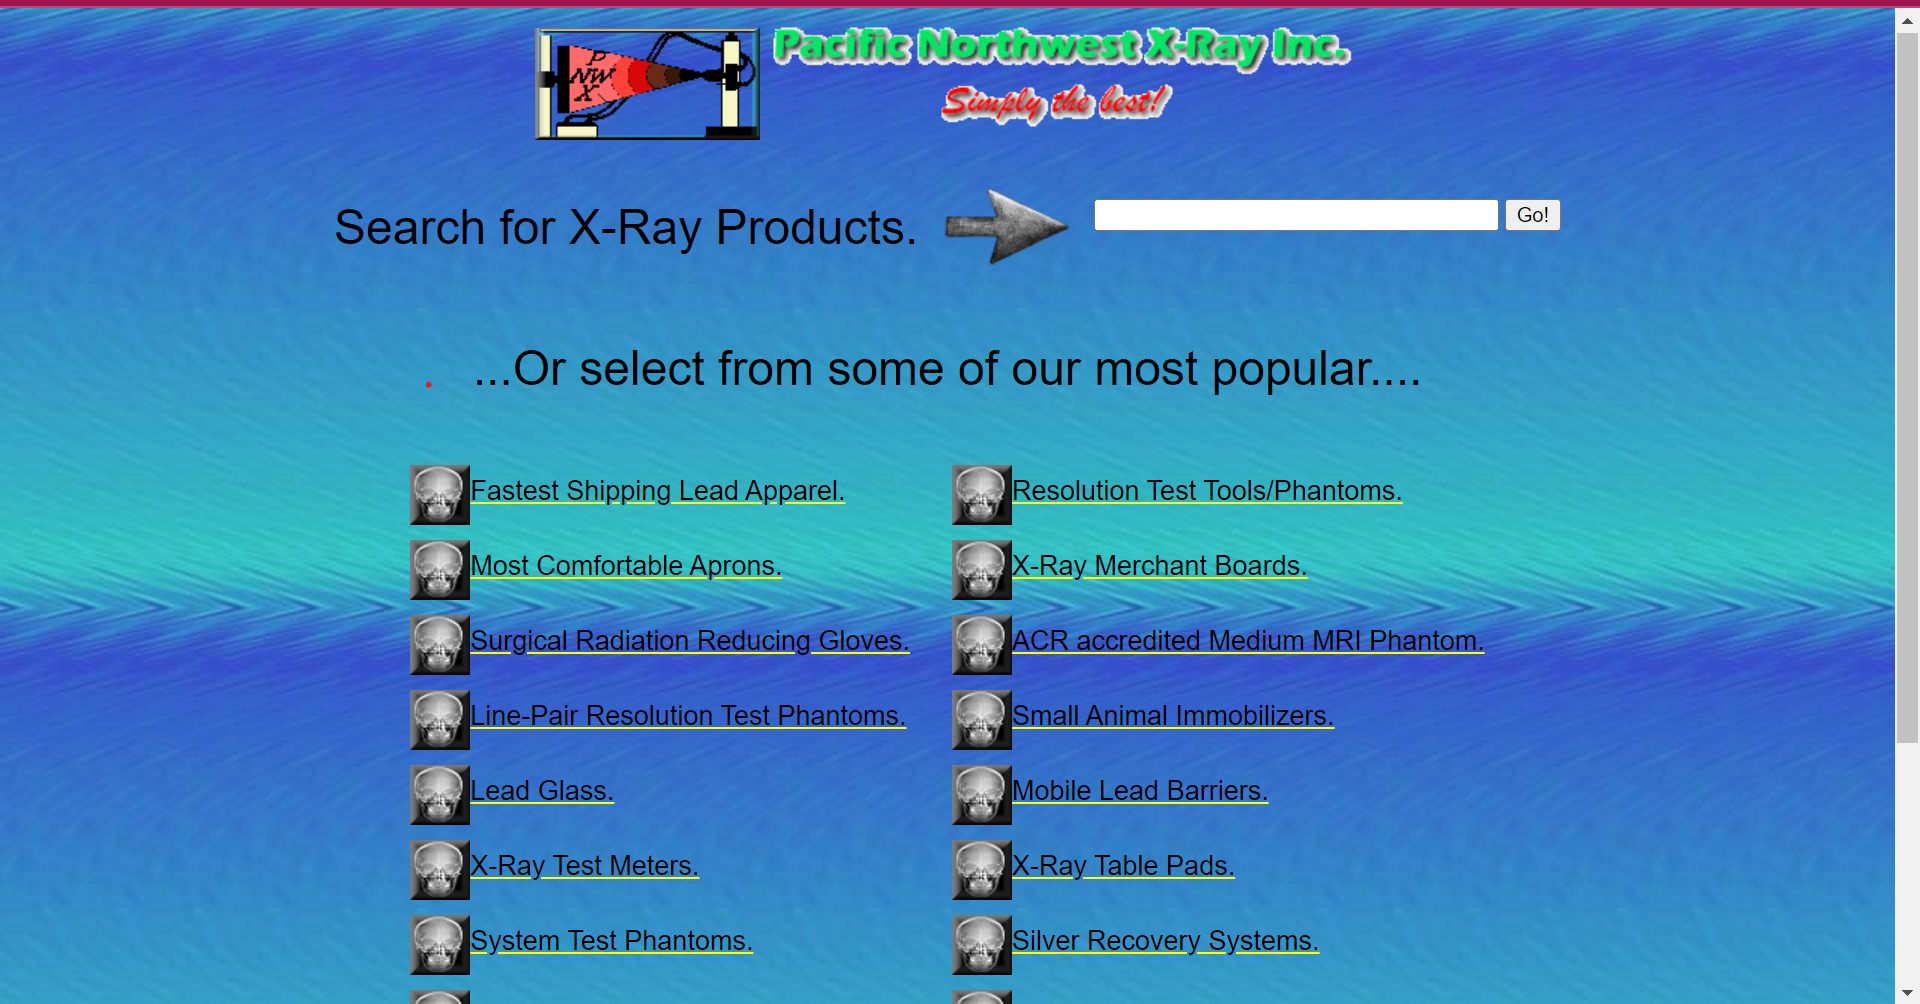 P
NW
X
Pacific Northwest X-Ray Inc.
Simply the best!
Search for X-Ray Products.
Go!
. ...Or select from some of our most popular....
Fastest Shipping Lead Apparel.
Resolution Test Tools/Phantoms.
Most Comfortable Aprons.
X-Ray Merchant Boards.
Surgical Radiation Reducing Gloves.
ACR accredited Medium MRI Phantom.
Line-Pair Resolution Test Phantoms.
Small Animal Immobilizers.
Lead Glass.
Mobile Lead Barriers.
X-Ray Test Meters.
X-Ray Table Pads.
System Test Phantoms.
Silver Recovery Systems.